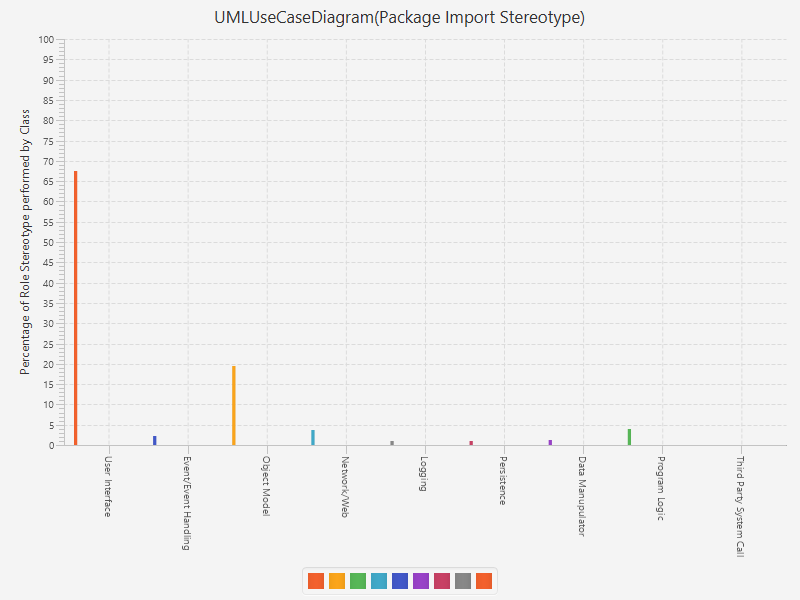 UMLUseCaseDiagram(Package Import Stereotype)
Percentage of Role Stereotype performed by Class
100
95
90
85
80
75
70
65
60
55
50
45
40
35
30
25
20
15
10
5
0
User Interface
Event/Event Handling
Object Model
Network/Web
Logging
Persistence
Data Manupulator
Program Logic
Third Party System Call